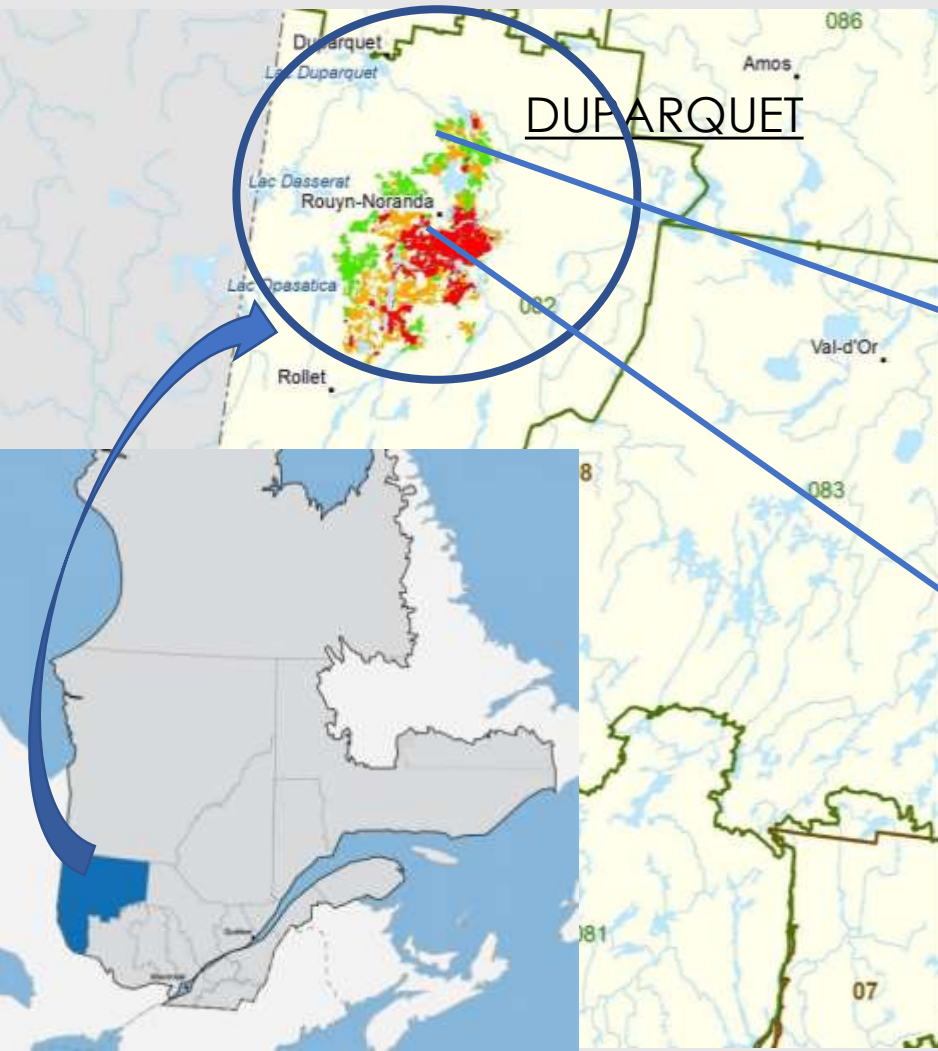 086
Duparquet
Amos
Lac Duparquet
DUPARQUET
Lac Dasserat
Rouyn-Noranda
Lac Opasatica
082
Val-d'Or
Rollet
8
083
081
07